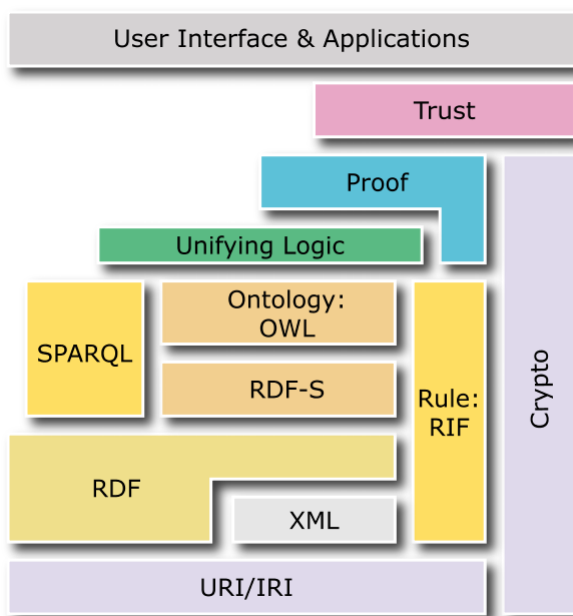 User Interface & Applications
Trust
Proof
Unifying Logic
Ontology:
OWL
SPARQL
RDF-S
Rule:
RIF
Crypto
RDF
XML
URI/IRI